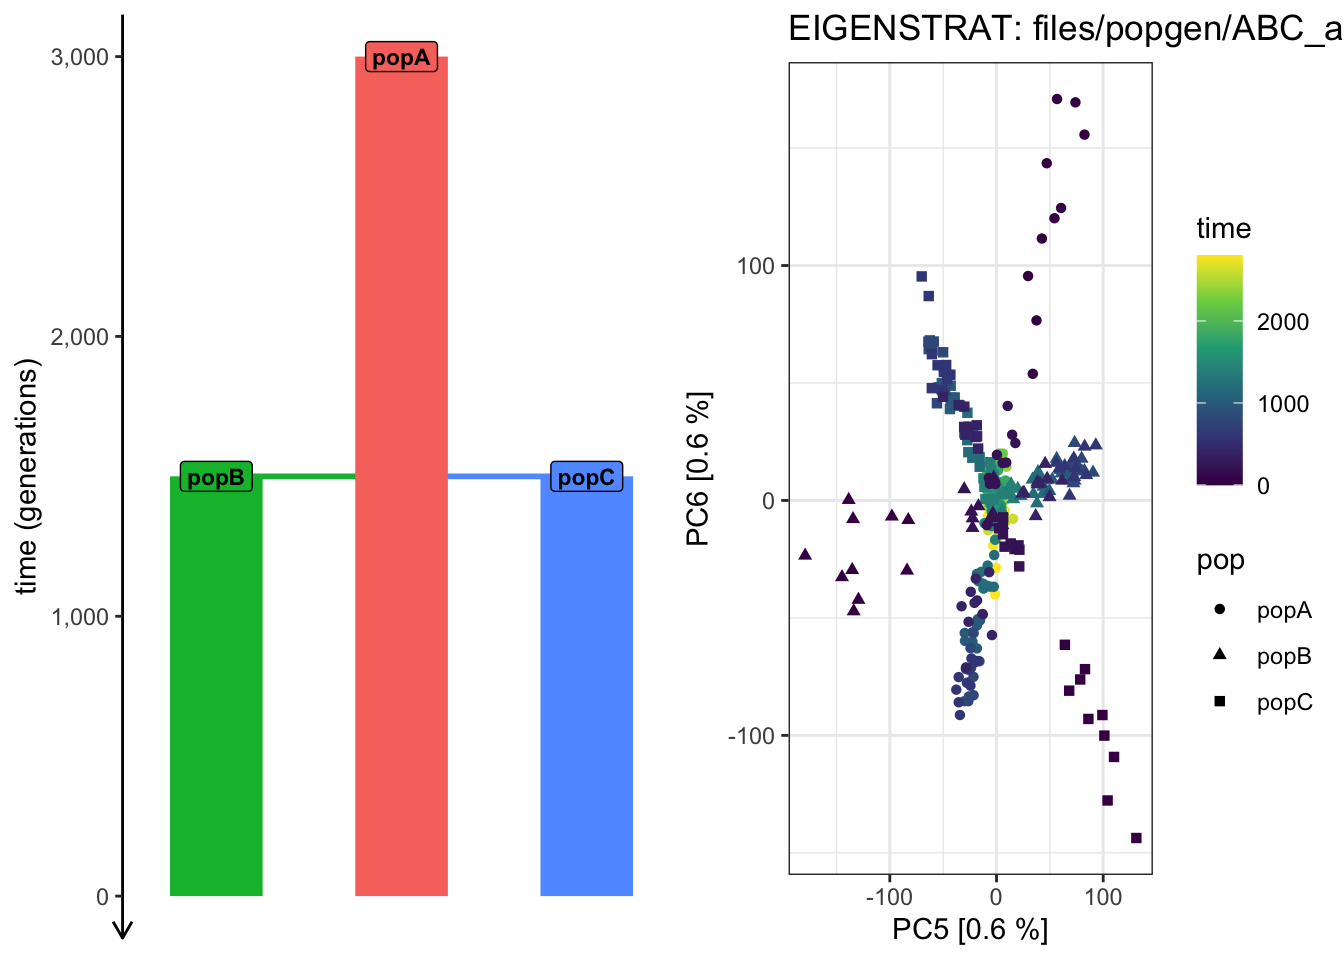 time (generations)
3,000
2,000
1,000
0
popA
popB
popC
EIGENSTRAT: files/popgen/ABC_a
PC6 [0.6 %]
100
0
-100
-100
0
100
PC5 [0.6 %]
time
2000
1000
0
pop
popA
popB
popC